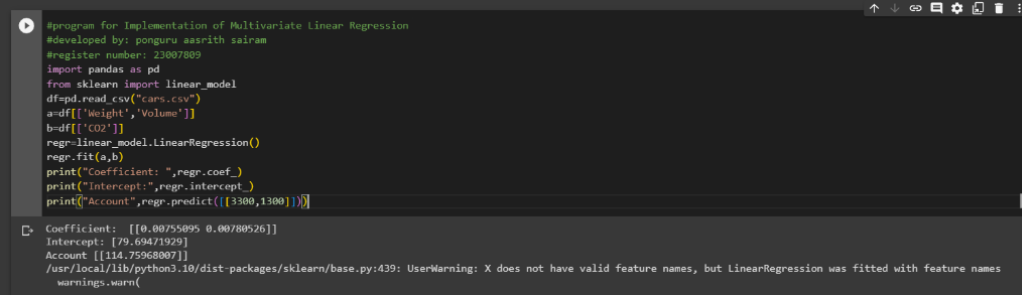 #program for Implementation of Multivariate Linear Regression
#developed by: ponguru aasrith sairam
#register number: 23007809
import pandas as pd
from sklearn import linear_model
df=pd.read_csv("cars.csv")
a=df[['Weight','Volume']]
b=df[['CO2']]
regr=linear_model.LinearRegression()
regr.fit(a,b)
print("Coefficient: ",regr.coef_)
print("Intercept:",regr.intercept_)
print("Account",regr.predict([[3300,1300]]))
Coefficient:  [[0.00755095 0.00780526]]
Intercept: [79.69471929]
Account [[114.75968007]]
/usr/local/lib/python3.10/dist-packages/sklearn/base.py:439: UserWarning: X does not have valid feature names, but LinearRegression was fitted with feature names
  warnings.warn(